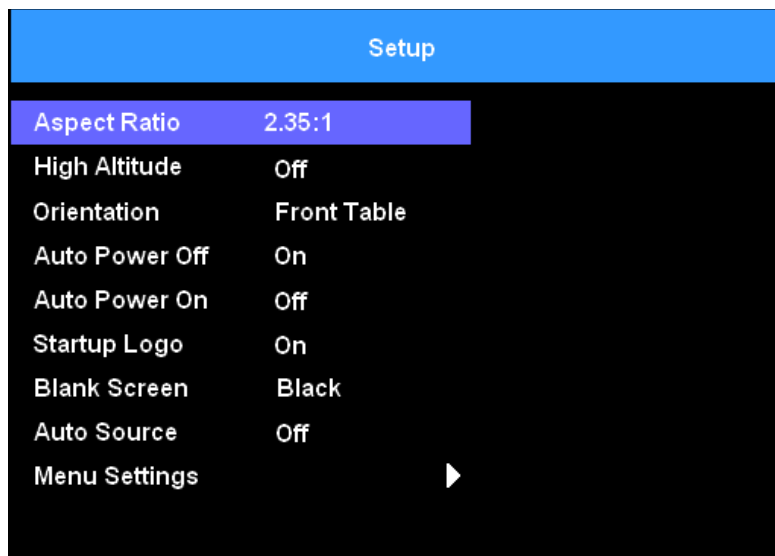 Setup
Aspect Ratio 2.35:1
High Altitude Off
Orientation Front Table
Auto Power Off On
Auto Power On Off
Startup Logo On
Blank Screen Black
Auto Source Off
Menu Settings